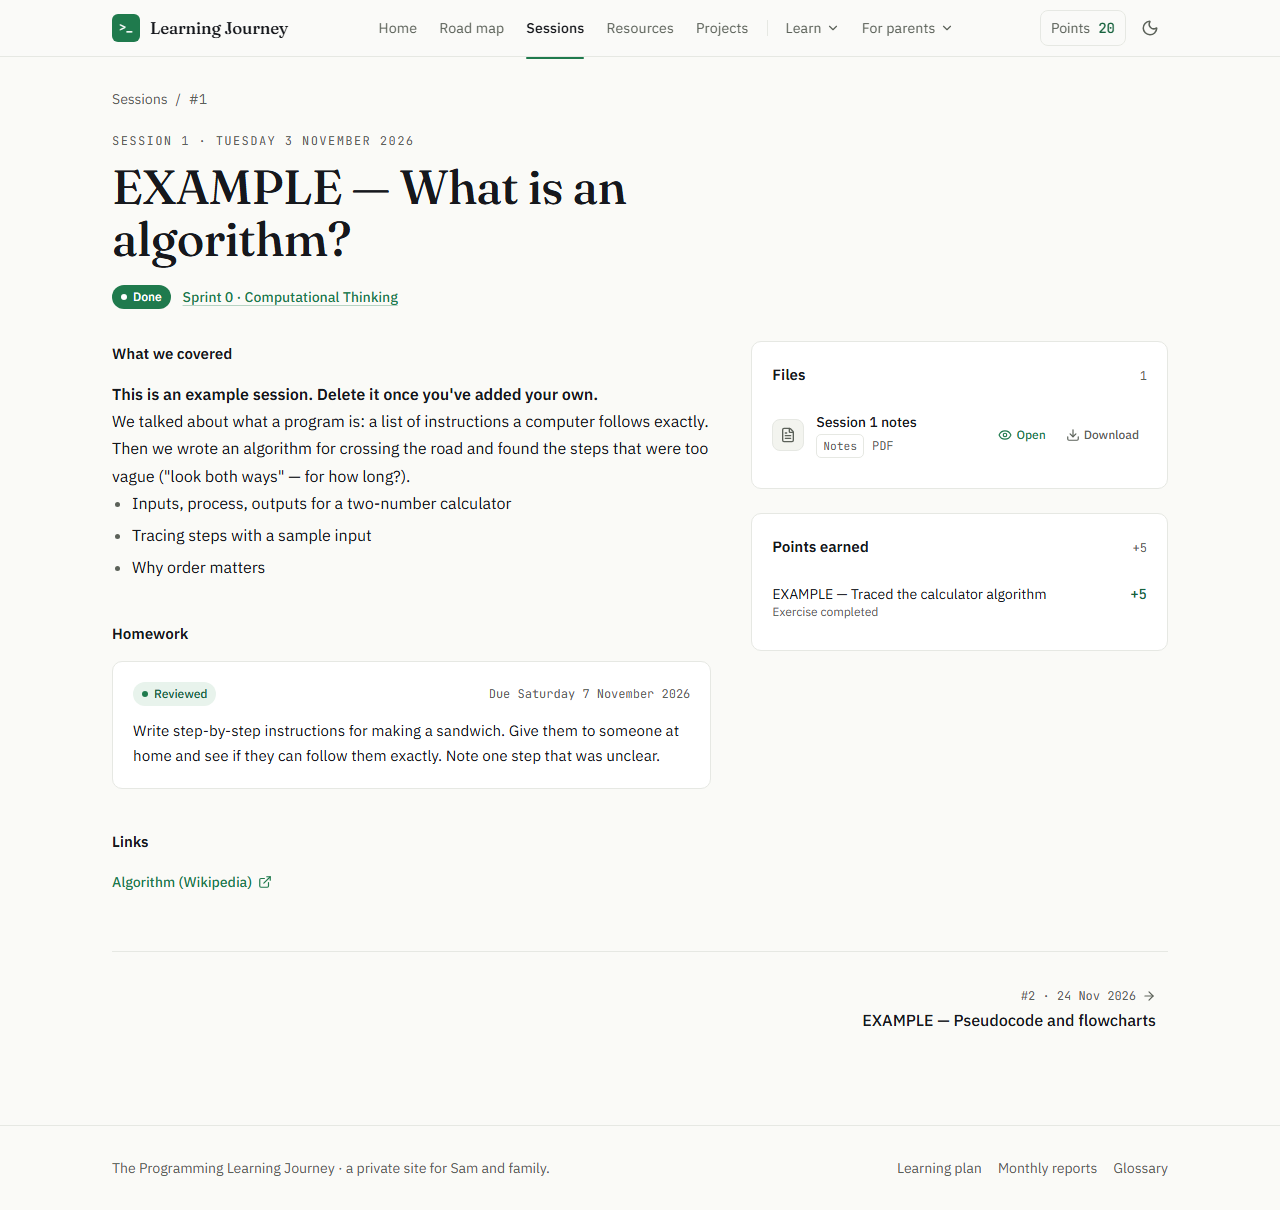 >_ Learning Journey
Home Road map Sessions Resources Projects Learn For parents
Points 20
Sessions / #1
SESSION 1 · TUESDAY 3 NOVEMBER 2026
EXAMPLE — What is an
algorithm?
Done Sprint 0 · Computational Thinking
What we covered
This is an example session. Delete it once you've added your own.
We talked about what a program is: a list of instructions a computer follows exactly.
Then we wrote an algorithm for crossing the road and found the steps that were too
vague ("look both ways" — for how long?).
• Inputs, process, outputs for a two-number calculator
• Tracing steps with a sample input
• Why order matters
Homework
Reviewed Due Saturday 7 November 2026
Write step-by-step instructions for making a sandwich. Give them to someone at
home and see if they can follow them exactly. Note one step that was unclear.
Links
Algorithm (Wikipedia)
Files 1
Session 1 notes
Notes PDF
Open Download
Points earned +5
EXAMPLE — Traced the calculator algorithm +5
Exercise completed
#2 · 24 Nov 2026 →
EXAMPLE — Pseudocode and flowcharts
The Programming Learning Journey · a private site for Sam and family.
Learning plan Monthly reports Glossary